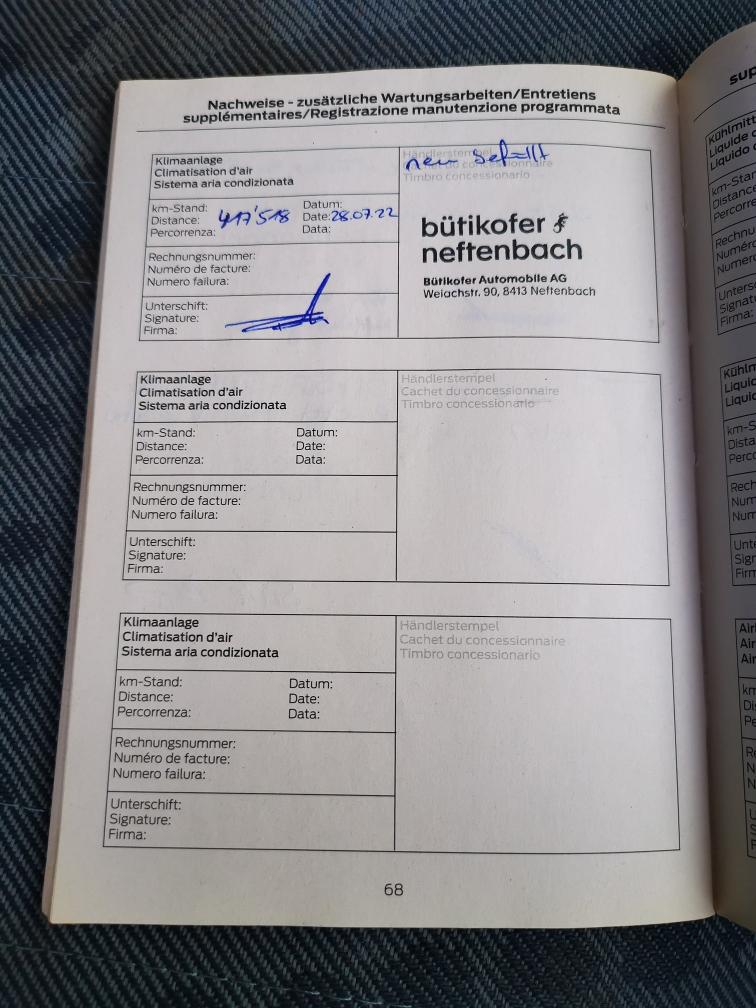 Nachweise - zusätzliche Wartungsarbeiten/Entretiens
supplémentaires/Registrazione manutenzione programmata
Klimaanlage
Climatisation d'air
Sistema aria condizionata
km-Stand:
Distance: 417'518
Percorrenza:
Datum:
Date: 28.07.22
Data:
Rechnungsnummer:
Numéro de facture:
Numero failura:
Unterschift:
Signature:
Firma:
Händlerstempel
neu gefüllt
Timbro concessionario
bütikofer
neftenbach
Bütikofer Automobile AG
Weiachstr. 90, 8413 Neftenbach
Klimaanlage
Climatisation d'air
Sistema aria condizionata
km-Stand:
Distance:
Percorrenza:
Datum:
Date:
Data:
Rechnungsnummer:
Numéro de facture:
Numero failura:
Unterschift:
Signature:
Firma:
Händlerstempel
Cachet du concessionnaire
Timbro concessionario
Klimaanlage
Climatisation d'air
Sistema aria condizionata
km-Stand:
Distance:
Percorrenza:
Datum:
Date:
Data:
Rechnungsnummer:
Numéro de facture:
Numero failura:
Unterschift:
Signature:
Firma:
Händlerstempel
Cachet du concessionnaire
Timbro concessionario
68